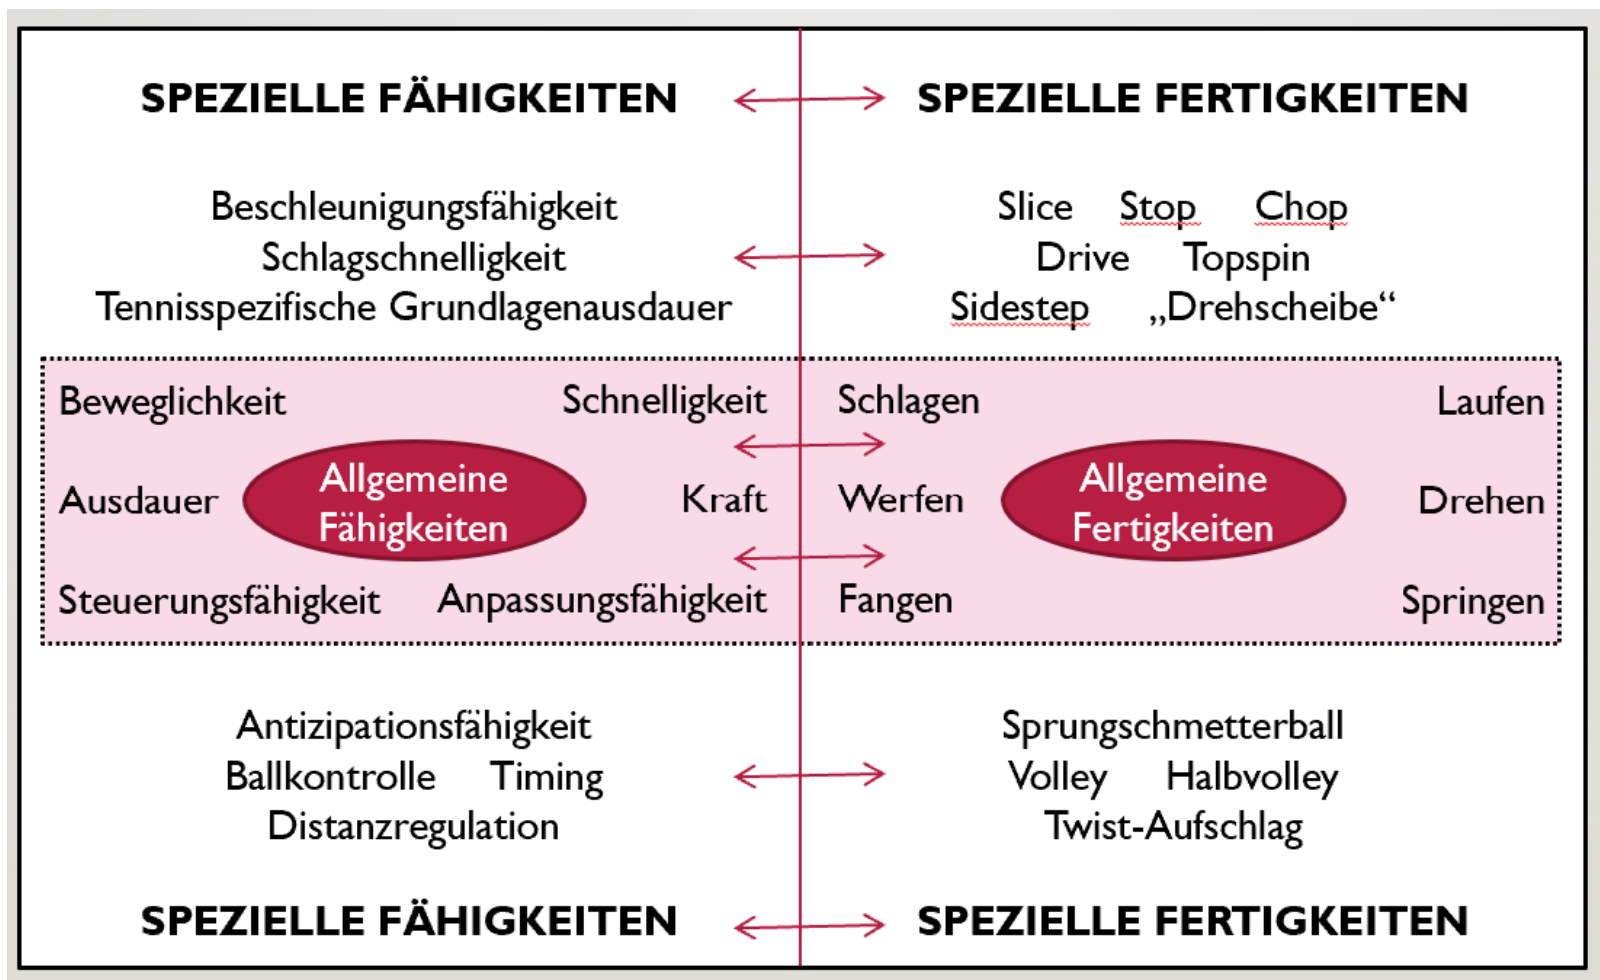 SPEZIELLE FÄHIGKEITEN
SPEZIELLE FERTIGKEITEN
Beschleunigungsfähigkeit
Schlagschnelligkeit
Tennisspezifische Grundlagenausdauer
Slice Stop Chop
Drive Topspin
Sidestep „Drehscheibe“
Beweglichkeit Schnelligkeit
Ausdauer Allgemeine Fähigkeiten Kraft
Steuerungsfähigkeit Anpassungsfähigkeit
Schlagen Laufen
Werfen Allgemeine Fertigkeiten Drehen
Fangen Springen
Antizipationsfähigkeit
Ballkontrolle Timing
Distanzregulation
Sprungschmetterball
Volley Halbvolley
Twist-Aufschlag
SPEZIELLE FÄHIGKEITEN
SPEZIELLE FERTIGKEITEN